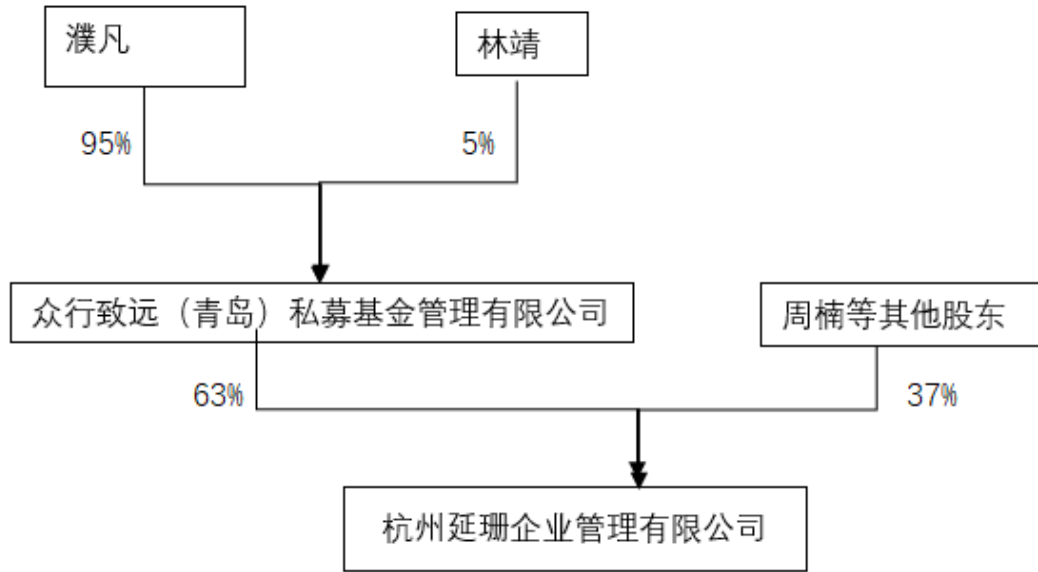 濮凡
林靖
95%
5%
众行致远（青岛）私募基金管理有限公司
周楠等其他股东
63%
37%
杭州延珊企业管理有限公司